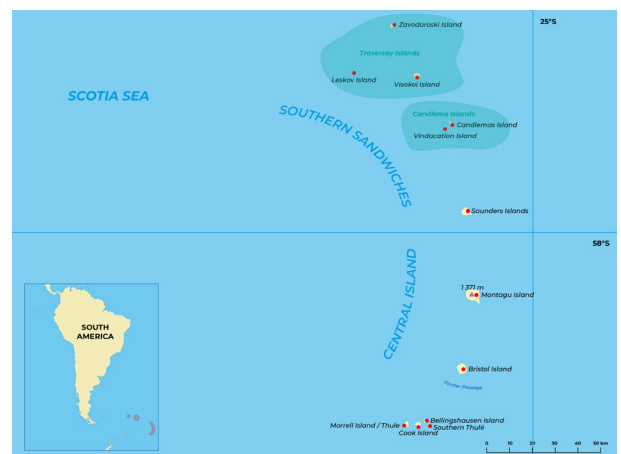 Zavodoroski Island
25°S
Traversay Islands
Leskov Island
Visokoi Island
SCOTIA SEA
SOUTHERN SANDWICHES
Candlema Islands
Candlemas Island
Vindacation Island
Saunders Islands
58°S
CENTRAL ISLAND
1 371 m
Montagu Island
SOUTH
AMERICA
Bristol Island
Forster Passage
Bellingshausen Island
Morrell Island / Thule
Southern Thulé
Cook Island
0 10 20 30 40 50 km